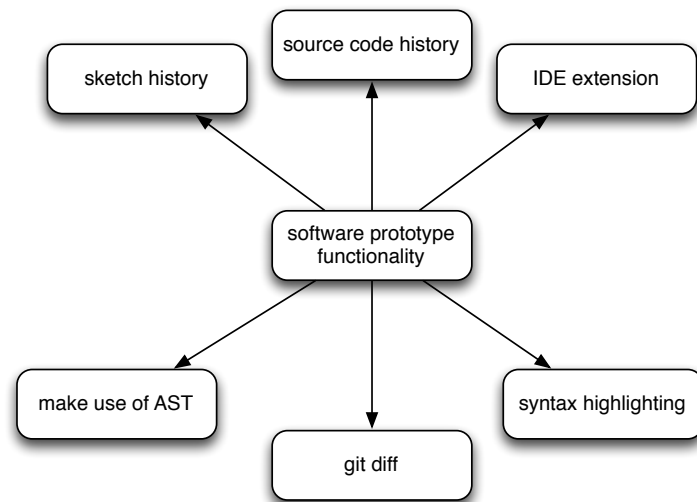 source code history
sketch history
IDE extension
software prototype
functionality
make use of AST
syntax highlighting
git diff